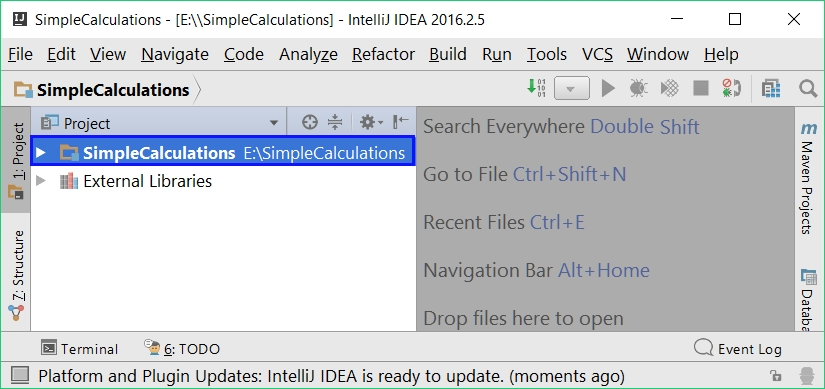 SimpleCalculations - [E:\\SimpleCalculations] - IntelliJ IDEA 2016.2.5
File Edit View Navigate Code Analyze Refactor Build Run Tools VCS Window Help
SimpleCalculations
1: Project
Z: Structure
Project
SimpleCalculations E:\SimpleCalculations
External Libraries
Search Everywhere Double Shift
Go to File Ctrl+Shift+N
Recent Files Ctrl+E
Navigation Bar Alt+Home
Drop files here to open
Maven Projects
Databa
Terminal 6: TODO Event Log
Platform and Plugin Updates: IntelliJ IDEA is ready to update. (moments ago)